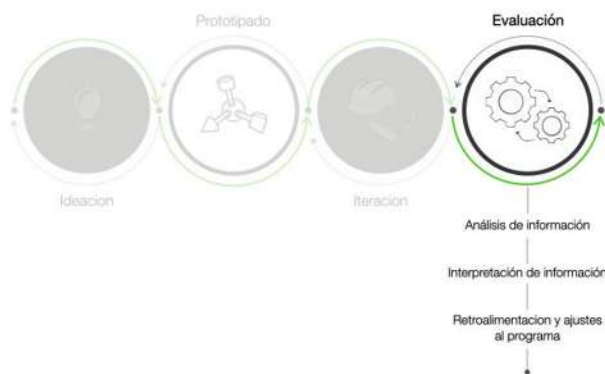 Prototipado
Evaluación
Ideacion
Iteracion
Análisis de información
Interpretación de información
Retroalimentacion y ajustes
al programa